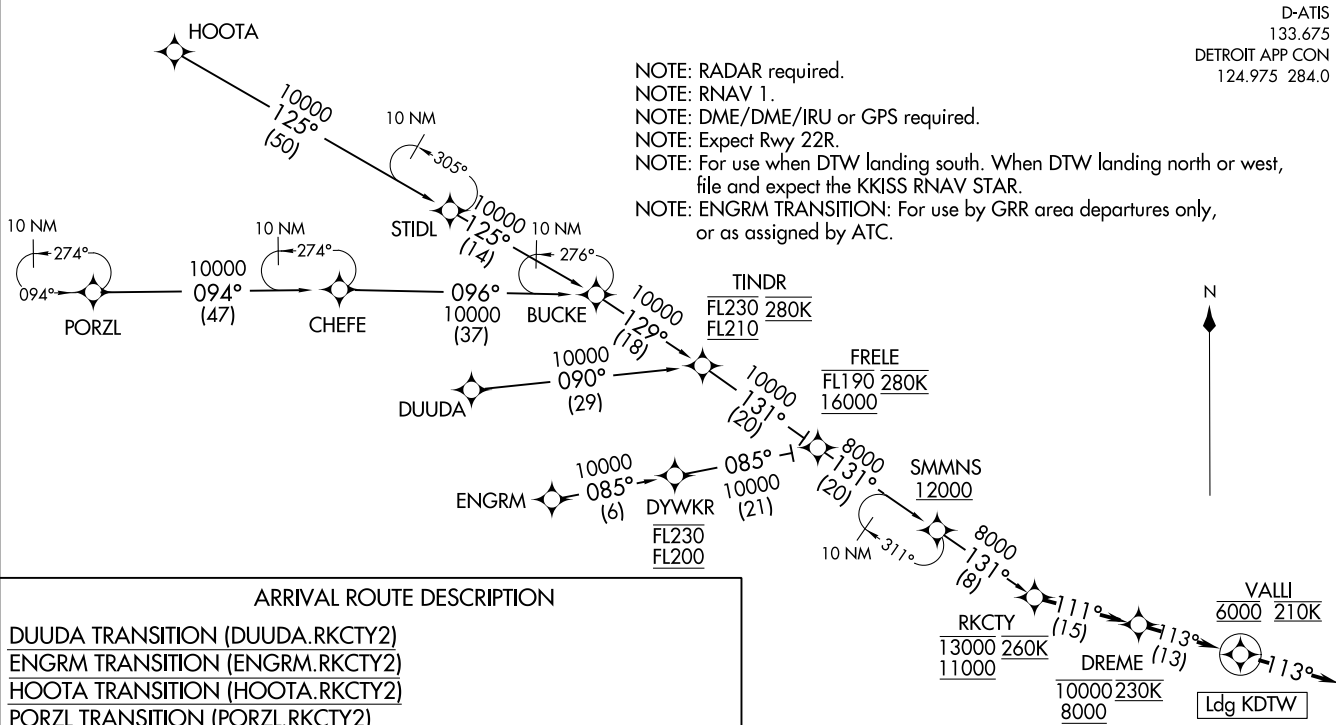 D-ATIS
133.675
DETROIT APP CON
124.975 284.0
NOTE: RADAR required.
NOTE: RNAV 1.
NOTE: DME/DME/IRU or GPS required.
NOTE: Expect Rwy 22R.
NOTE: For use when DTW landing south. When DTW landing north or west,
file and expect the KKISS RNAV STAR.
NOTE: ENGRM TRANSITION: For use by GRR area departures only,
or as assigned by ATC.
HOOTA
10000
125°
(50)
10 NM
305°
STIDL
10000
125°
(14)
10 NM
274°
094°
PORZL
10000
094°
(47)
10 NM
274°
CHEFE
096°
10000
(37)
10 NM
276°
BUCKE
10000
129°
(18)
TINDR
FL230 280K
FL210
DUUDA
10000
090°
(29)
10000
131°
(20)
FRELE
FL190 280K
16000
ENGRM
10000
085°
(6)
DYWKR
FL230
FL200
085°
10000
(21)
8000
131°
(20)
SMMNS
12000
10 NM
311°
8000
131°
(8)
RKCTY
13000 260K
11000
111°
(15)
DREME
10000 230K
8000
113°
(13)
VALLI
6000 210K
113°
Ldg KDTW
N
ARRIVAL ROUTE DESCRIPTION
DUUDA TRANSITION (DUUDA.RKCTY2)
ENGRM TRANSITION (ENGRM.RKCTY2)
HOOTA TRANSITION (HOOTA.RKCTY2)
PORZL TRANSITION (PORZL.RKCTY2)